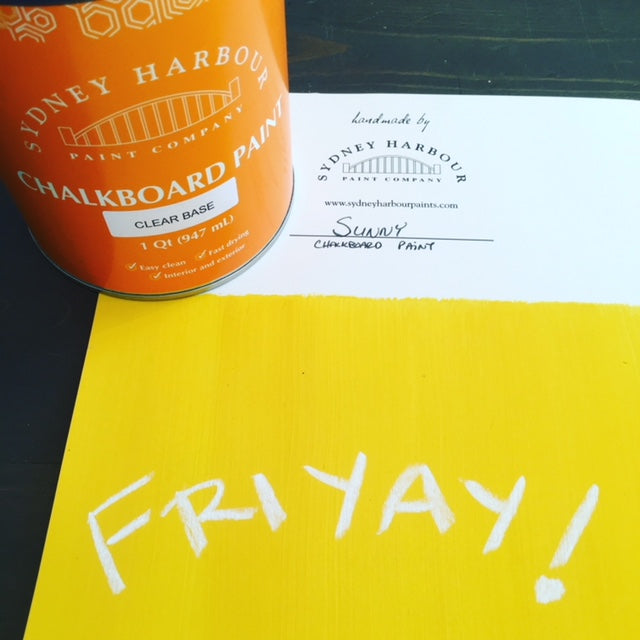 SYDNEY HARBOUR
PAINT COMPANY
CHALKBOARD PAINT
CLEAR BASE
1 Qt (947 mL)
Easy clean
Fast drying
Interior and exterior
handmade by
SYDNEY HARBOUR
PAINT COMPANY
www.sydneyharbourpaints.com
SUNNY
CHALKBOARD PAINT
FRIYAY!